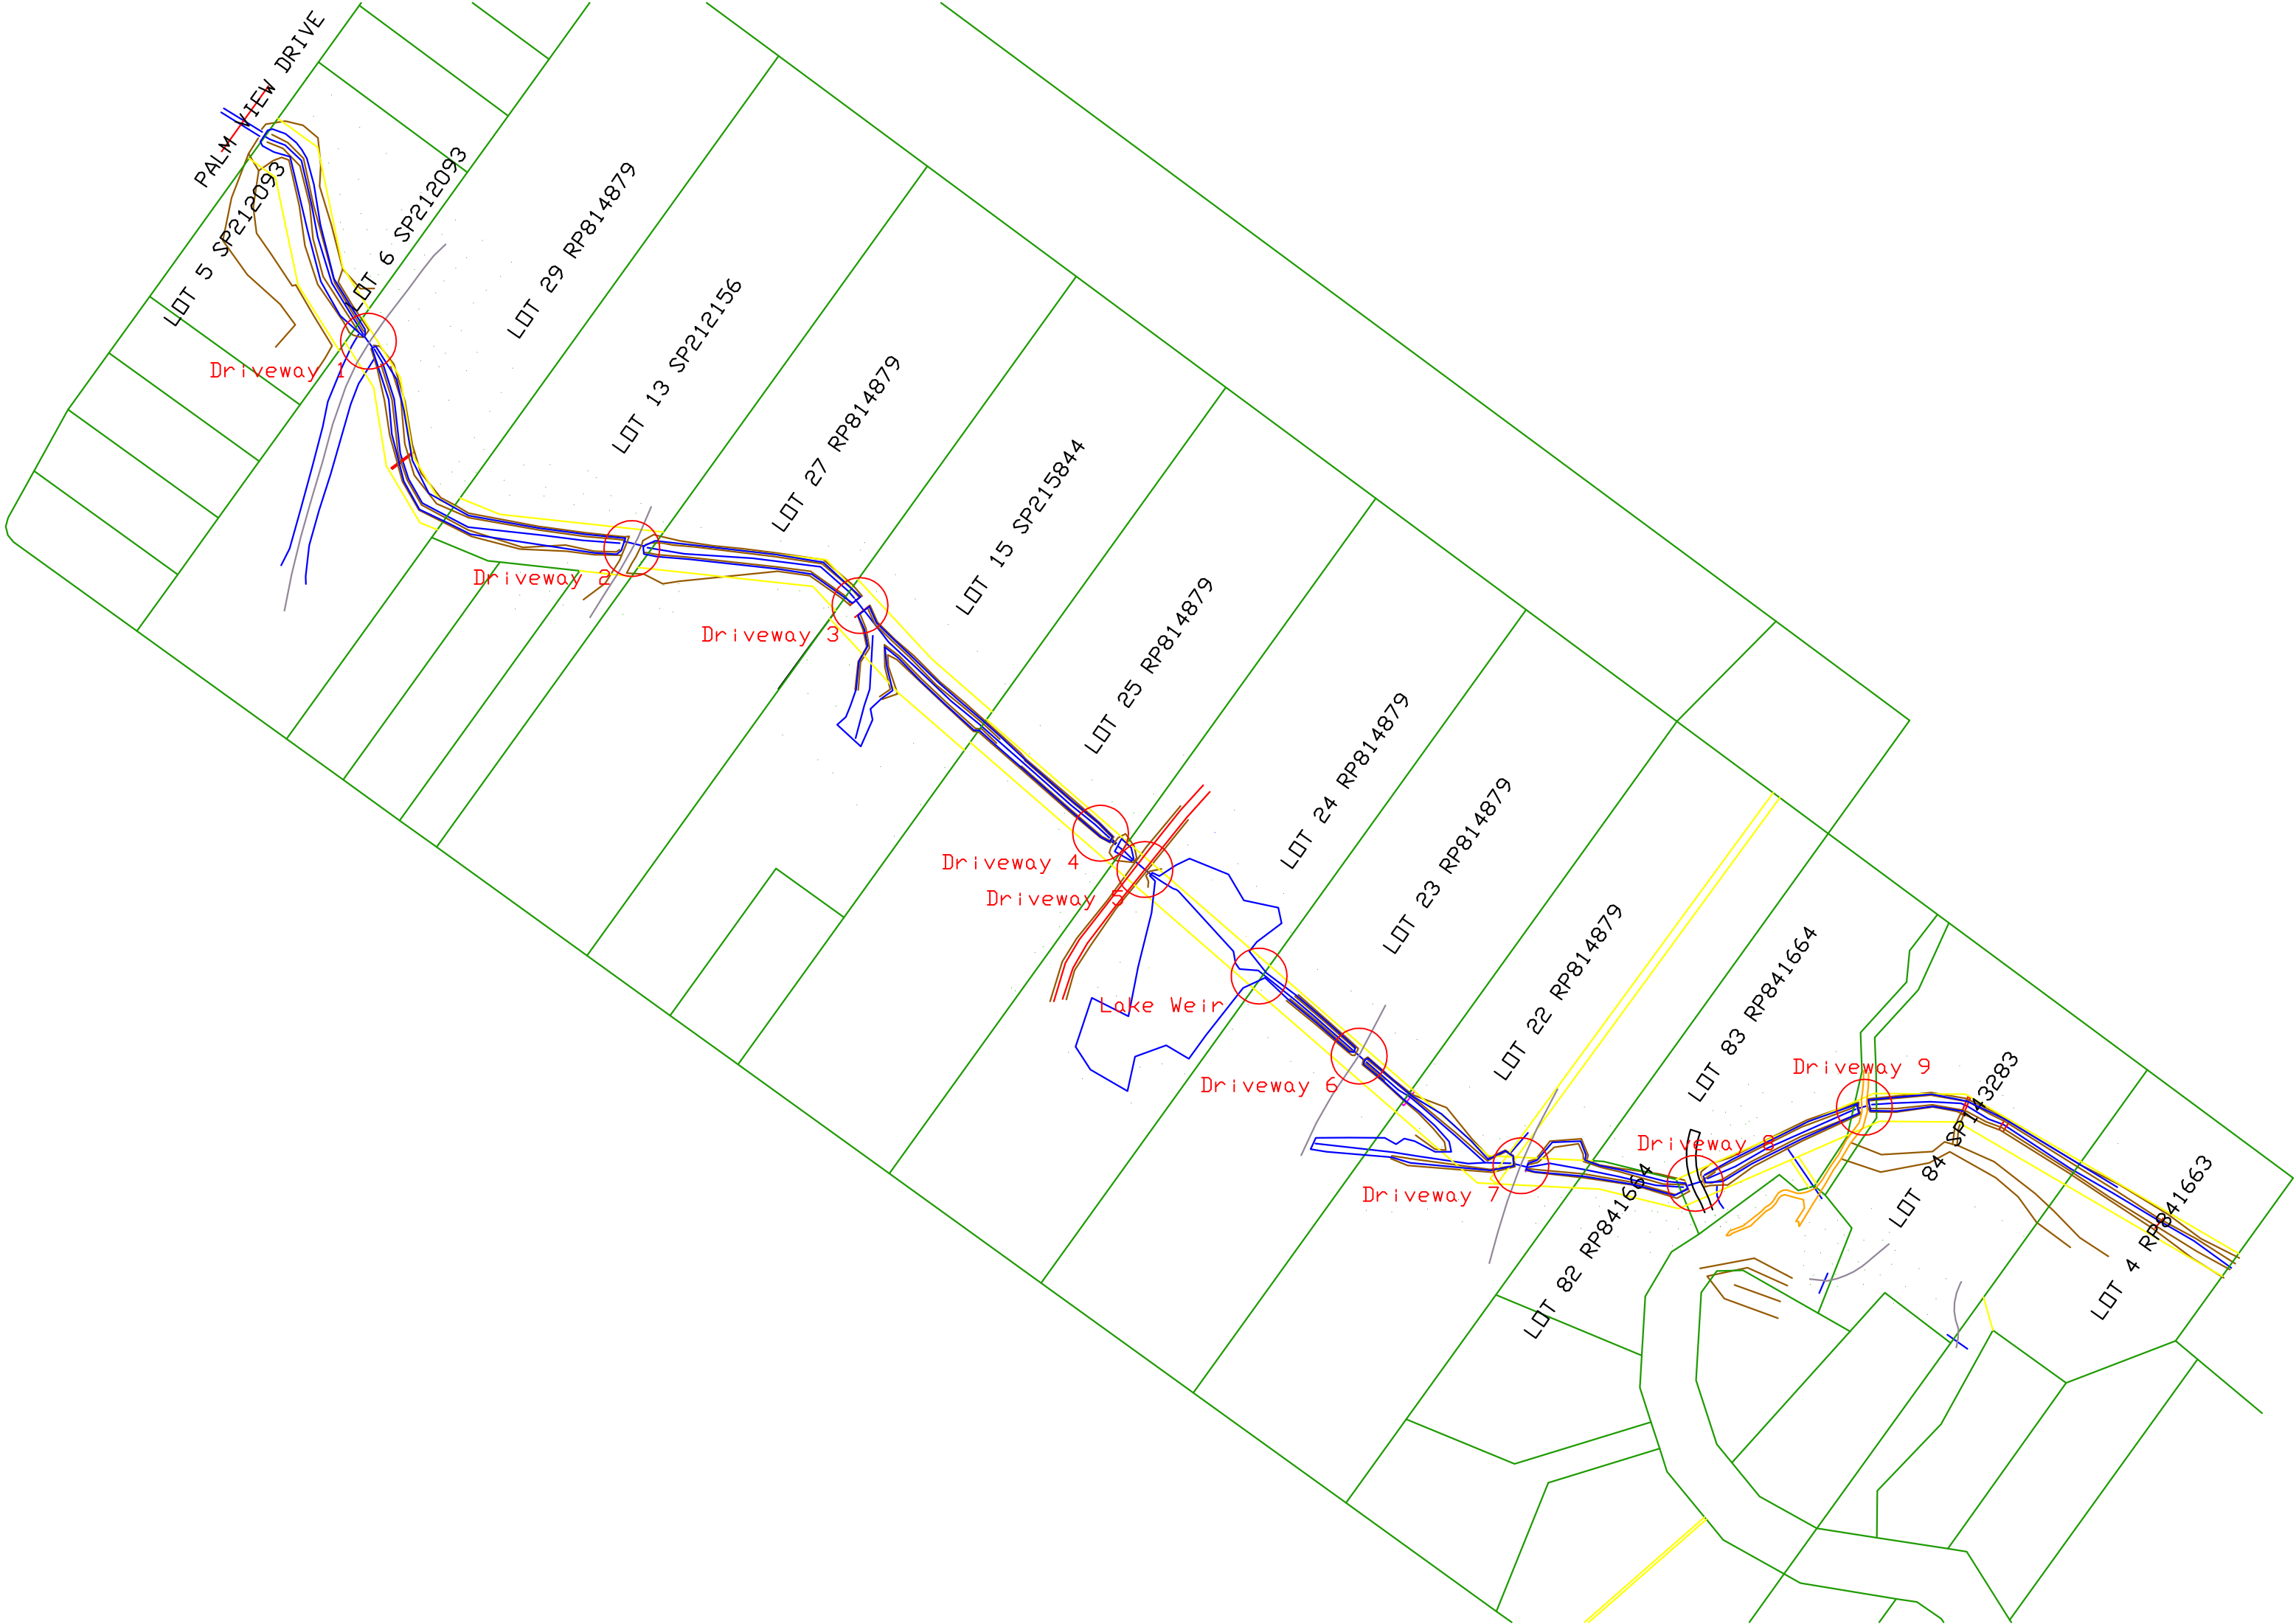 PALM VIEW DRIVE
LOT 5 SP212093
LOT 6 SP212093
Driveway 1
LOT 29 RP814879
LOT 13 SP212156
Driveway 2
LOT 27 RP814879
Driveway 3
LOT 15 SP215844
LOT 25 RP814879
Driveway 4
Driveway 5
LOT 24 RP814879
Lake Weir
LOT 23 RP814879
Driveway 6
LOT 22 RP814879
Driveway 7
LOT 82 RP841664
LOT 83 RP841664
Driveway 8
Driveway 9
LOT 84 SP143283
LOT 4 RP841663